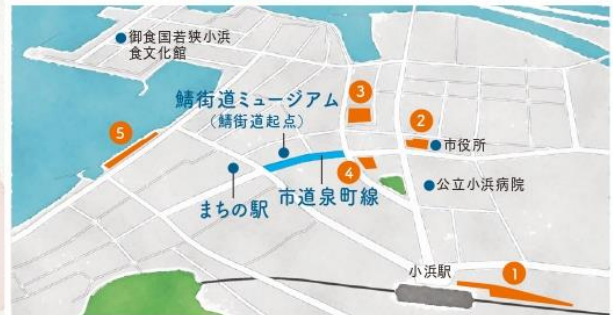 御食国若狭小浜
食文化館
鯖街道ミュージアム
(鯖街道起点)
3
2
市役所
5
4
まちの駅
市道泉町線
公立小浜病院
小浜駅
1